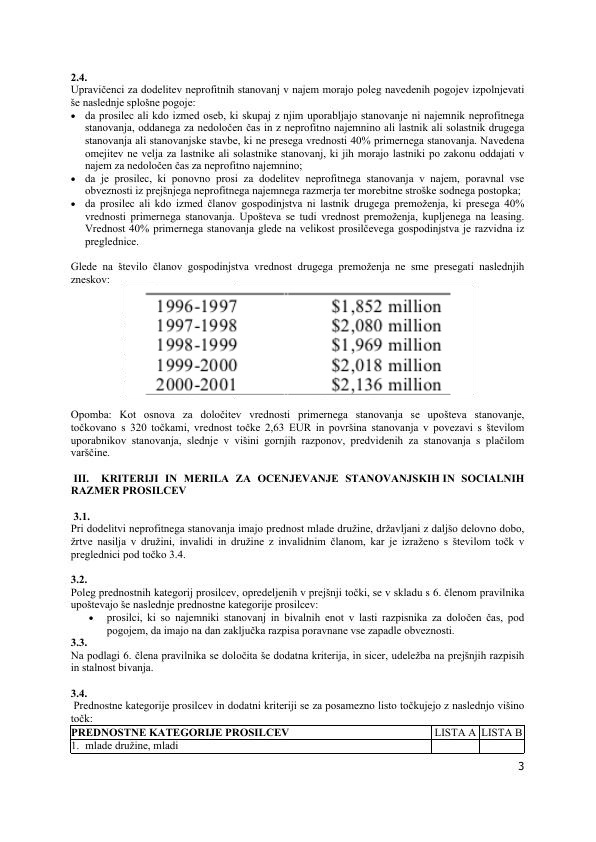 2.4.
Upravičenci za dodelitev neprofitnih stanovanj v najem morajo poleg navedenih pogojev izpolnjevati
še naslednje splošne pogoje:
• da prosilec ali kdo izmed oseb, ki skupaj z njim uporabljajo stanovanje ni najemnik neprofitnega
stanovanja, oddanega za nedoločen čas in z neprofitno najemnino ali lastnik ali solastnik drugega
stanovanja ali stanovanjske stavbe, ki ne presega vrednosti 40% primernega stanovanja. Navedena
omejitev ne velja za lastnike ali solastnike stanovanj, ki jih morajo lastniki po zakonu oddajati v
najem za nedoločen čas za neprofitno najemnino;
• da je prosilec, ki ponovno prosi za dodelitev neprofitnega stanovanja v najem, poravnal vse
obveznosti iz prejšnjega neprofitnega najemnega razmerja ter morebitne stroške sodnega postopka;
• da prosilec ali kdo izmed članov gospodinjstva ni lastnik drugega premoženja, ki presega 40%
vrednosti primernega stanovanja. Upošteva se tudi vrednost premoženja, kupljenega na leasing.
Vrednost 40% primernega stanovanja glede na velikost prosilčevega gospodinjstva je razvidna iz
preglednice.
Glede na število članov gospodinjstva vrednost drugega premoženja ne sme presegati naslednjih
zneskov:
1996-1997 $1,852 million
1997-1998 $2,080 million
1998-1999 $1,969 million
1999-2000 $2,018 million
2000-2001 $2,136 million
Opomba: Kot osnova za določitev vrednosti primernega stanovanja se upošteva stanovanje,
točkovano s 320 točkami, vrednost točke 2,63 EUR in površina stanovanja v povezavi s številom
uporabnikov stanovanja, slednje v višini gornjih razponov, predvidenih za stanovanja s plačilom
varščine.
III. KRITERIJI IN MERILA ZA OCENJEVANJE STANOVANJSKIH IN SOCIALNIH
RAZMER PROSILCEV
3.1.
Pri dodelitvi neprofitnega stanovanja imajo prednost mlade družine, državljani z daljšo delovno dobo,
žrtve nasilja v družini, invalidi in družine z invalidnim članom, kar je izraženo s številom točk v
preglednici pod točko 3.4.
3.2.
Poleg prednostnih kategorij prosilcev, opredeljenih v prejšnji točki, se v skladu s 6. členom pravilnika
upoštevajo še naslednje prednostne kategorije prosilcev:
• prosilci, ki so najemniki stanovanj in bivalnih enot v lasti razpisnika za določen čas, pod
pogojem, da imajo na dan zaključka razpisa poravnane vse zapadle obveznosti.
3.3.
Na podlagi 6. člena pravilnika se določita še dodatna kriterija, in sicer, udeležba na prejšnjih razpisih
in stalnost bivanja.
3.4.
Prednostne kategorije prosilcev in dodatni kriteriji se za posamezno listo točkujejo z naslednjo višino
točk:
PREDNOSTNE KATEGORIJE PROSILCEV LISTA A LISTA B
1. mlade družine, mladi
3